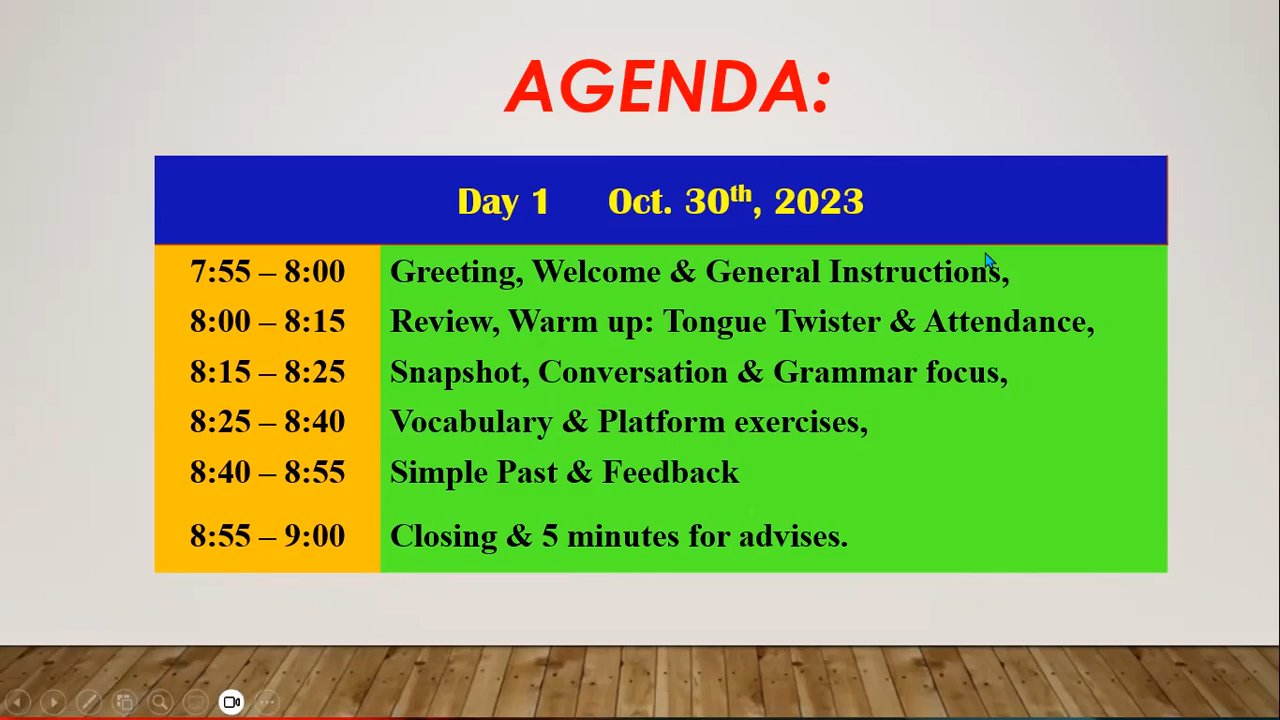 AGENDA:
Day 1 Oct. 30th, 2023
7:55 – 8:00 Greeting, Welcome & General Instructions,
8:00 – 8:15 Review, Warm up: Tongue Twister & Attendance,
8:15 – 8:25 Snapshot, Conversation & Grammar focus,
8:25 – 8:40 Vocabulary & Platform exercises,
8:40 – 8:55 Simple Past & Feedback
8:55 – 9:00 Closing & 5 minutes for advises.